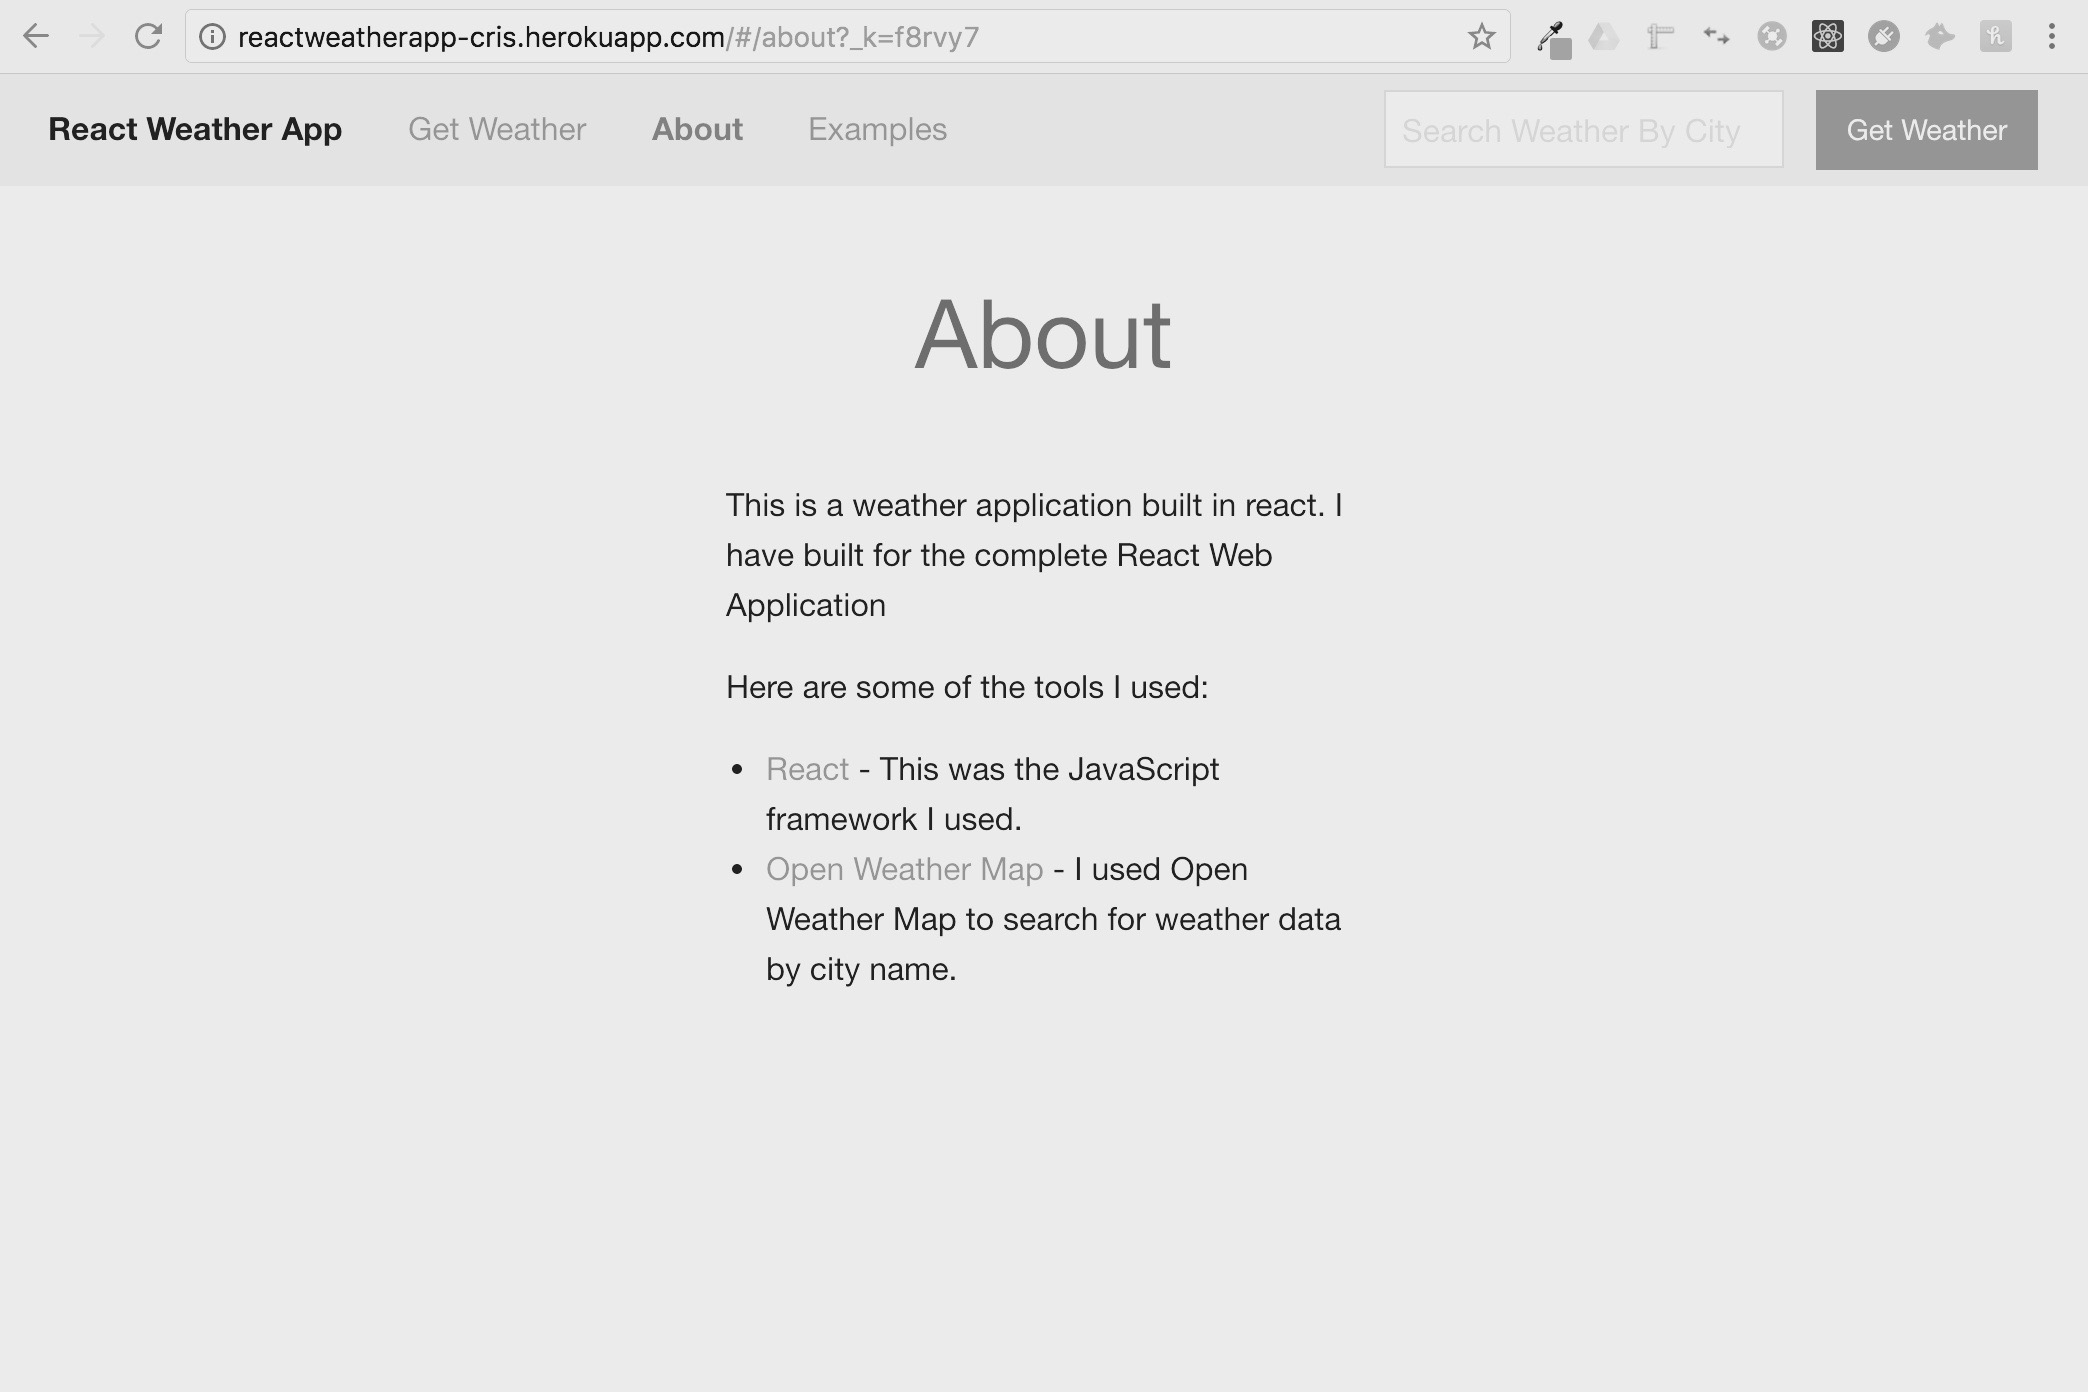 reactweatherapp-cris.herokuapp.com/#/about?_k=f8rvy7
React Weather App Get Weather About Examples Search Weather By City Get Weather
About
This is a weather application built in react. I
have built for the complete React Web
Application
Here are some of the tools I used:
• React - This was the JavaScript
framework I used.
• Open Weather Map - I used Open
Weather Map to search for weather data
by city name.